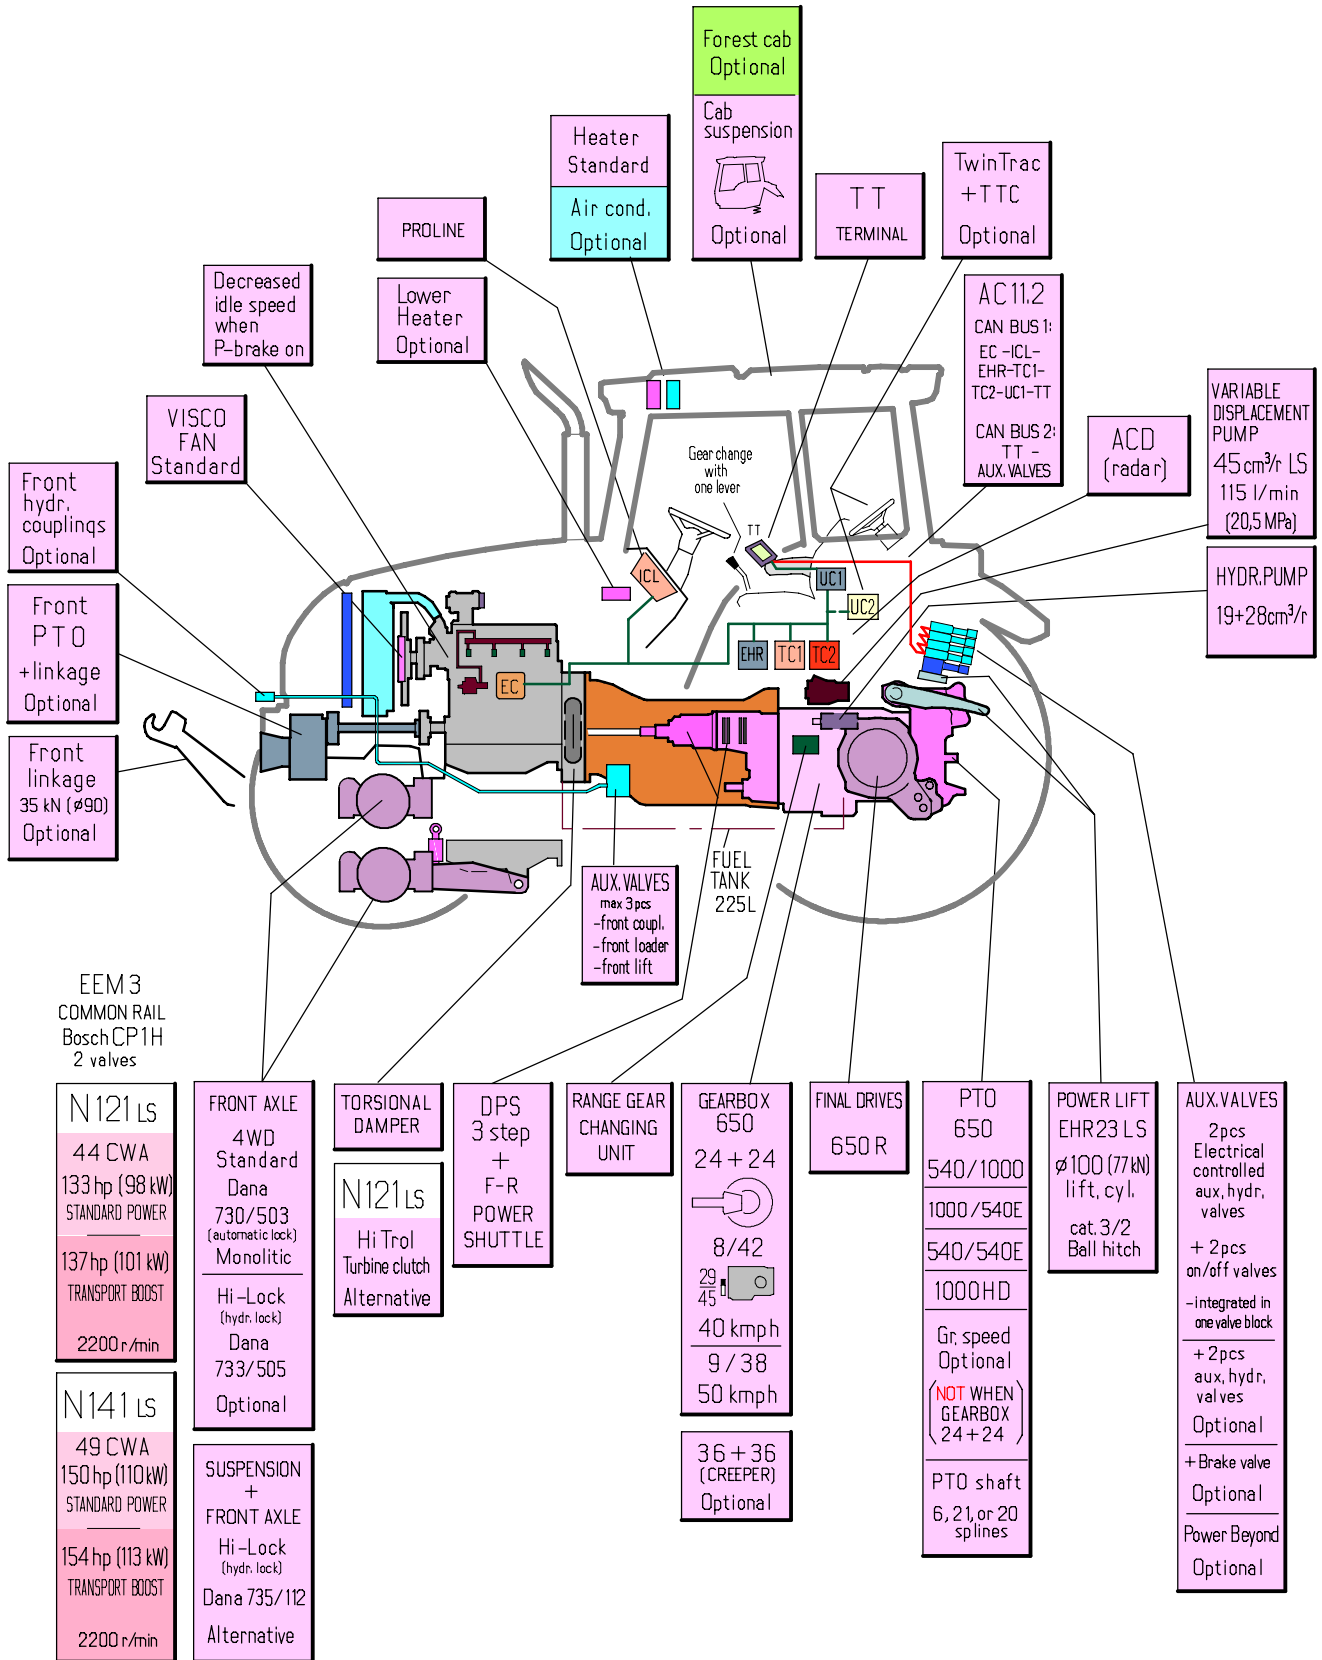 Forest cab
Optional
Cab
suspension
Optional
Heater
Standard
Air cond.
Optional
TwinTrac
+TTC
Optional
TT
TERMINAL
PROLINE
Decreased
idle speed
when
P-brake on
Lower
Heater
Optional
AC11.2
CAN BUS 1:
EC -ICL-
EHR-TC1-
TC2-UC1-TT
CAN BUS 2:
TT -
AUX.VALVES
VARIABLE
DISPLACEMENT
PUMP
45cm³/r LS
115 l/min
(20,5 MPa)
VISCO
FAN
Standard
ACD
(radar)
Gear change
with
one lever
Front
hydr.
couplings
Optional
TT
ICL
UC1
UC2
EHR
TC1
TC2
EC
HYDR.PUMP
19+28cm³/r
Front
PTO
+linkage
Optional
Front
linkage
35 kN (ø90)
Optional
FUEL
TANK
225L
AUX.VALVES
max 3pcs
-front coupl.
-front loader
-front lift
EEM 3
COMMON RAIL
Bosch CP1H
2 valves
N121 LS
44 CWA
133 hp (98 kW)
STANDARD POWER
137 hp (101 kW)
TRANSPORT BOOST
2200 r/min
N141 LS
49 CWA
150 hp (110kW)
STANDARD POWER
154 hp (113 kW)
TRANSPORT BOOST
2200 r/min
FRONT AXLE
4WD
Standard
Dana
730/503
(automatic lock)
Monolitic
Hi-Lock
(hydr. lock)
Dana
733/505
Optional
SUSPENSION
+
FRONT AXLE
Hi-Lock
(hydr. lock)
Dana 735/112
Alternative
TORSIONAL
DAMPER
N121 LS
HiTrol
Turbine clutch
Alternative
DPS
3 step
+
F-R
POWER
SHUTTLE
RANGE GEAR
CHANGING
UNIT
GEARBOX
650
24+24
8/42
29
45
40 kmph
9/38
50 kmph
36+36
(CREEPER)
Optional
FINAL DRIVES
650 R
PTO
650
540/1000
1000/540E
540/540E
1000HD
Gr. speed
Optional
(NOT WHEN
GEARBOX
24+24)
PTO shaft
6, 21, or 20
splines
POWER LIFT
EHR23 LS
ø100 (77kN)
lift. cyl.
cat. 3/2
Ball hitch
AUX.VALVES
2pcs
Electrical
controlled
aux, hydr,
valves
+ 2pcs
on/off valves
-integrated in
one valve block
+2pcs
aux, hydr,
valves
Optional
+Brake valve
Optional
Power Beyond
Optional